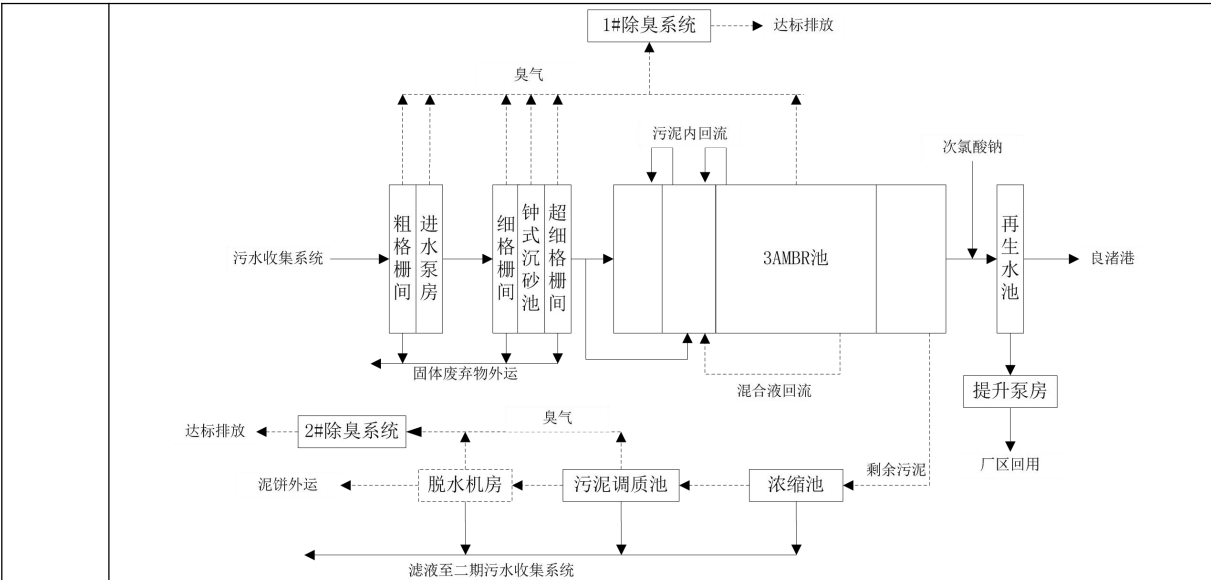 1#除臭系统
达标排放
臭气
污泥内回流
次氯酸钠
污水收集系统
粗格栅间
进水泵房
细格栅间
钟式沉砂池
超细格栅间
3AMBR池
再生水池
良渚港
固体废弃物外运
混合液回流
提升泵房
厂区回用
达标排放
2#除臭系统
臭气
剩余污泥
泥饼外运
脱水机房
污泥调质池
浓缩池
滤液至二期污水收集系统